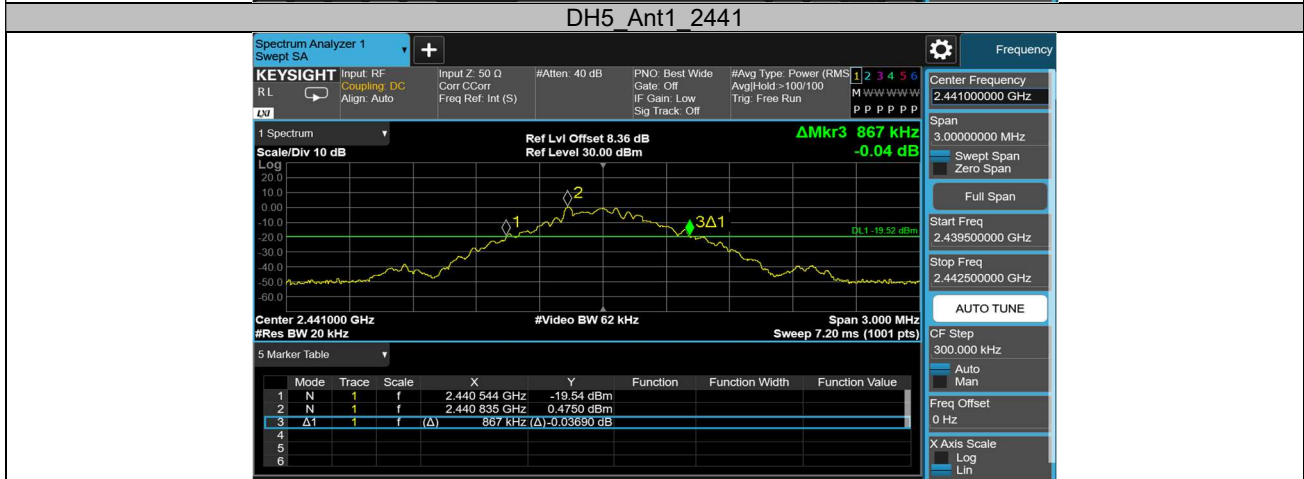 DH5_Ant1_2441
Spectrum Analyzer 1
Swept SA
+
Frequency
KEYSIGHT
RL
LXI
Input: RF
Coupling: DC
Align: Auto
Input Z: 50 Ω
Corr CCorr
Freq Ref: Int (S)
#Atten: 40 dB
PNO: Best Wide
Gate: Off
IF Gain: Low
Sig Track: Off
#Avg Type: Power (RMS
Avg|Hold:>100/100
Trig: Free Run
1 2 3 4 5 6
M W W W W W
P P P P P P
1 Spectrum
Scale/Div 10 dB
Ref Lvl Offset 8.36 dB
Ref Level 30.00 dBm
ΔMkr3 867 kHz
-0.04 dB
Log
20.0
10.0
0.00
-10.0
-20.0
-30.0
-40.0
-50.0
-60.0
1
2
3Δ1
DL1 -19.52 dBm
Center 2.441000 GHz
#Res BW 20 kHz
#Video BW 62 kHz
Span 3.000 MHz
Sweep 7.20 ms (1001 pts)
5 Marker Table
Mode Trace Scale X Y Function Function Width Function Value
1 N 1 f 2.440 544 GHz -19.54 dBm
2 N 1 f 2.440 835 GHz 0.4750 dBm
3 Δ1 1 f (Δ) 867 kHz (Δ) -0.03690 dB
4
5
6
Center Frequency
2.441000000 GHz
Span
3.00000000 MHz
Swept Span
Zero Span
Full Span
Start Freq
2.439500000 GHz
Stop Freq
2.442500000 GHz
AUTO TUNE
CF Step
300.000 kHz
Auto
Man
Freq Offset
0 Hz
X Axis Scale
Log
Lin